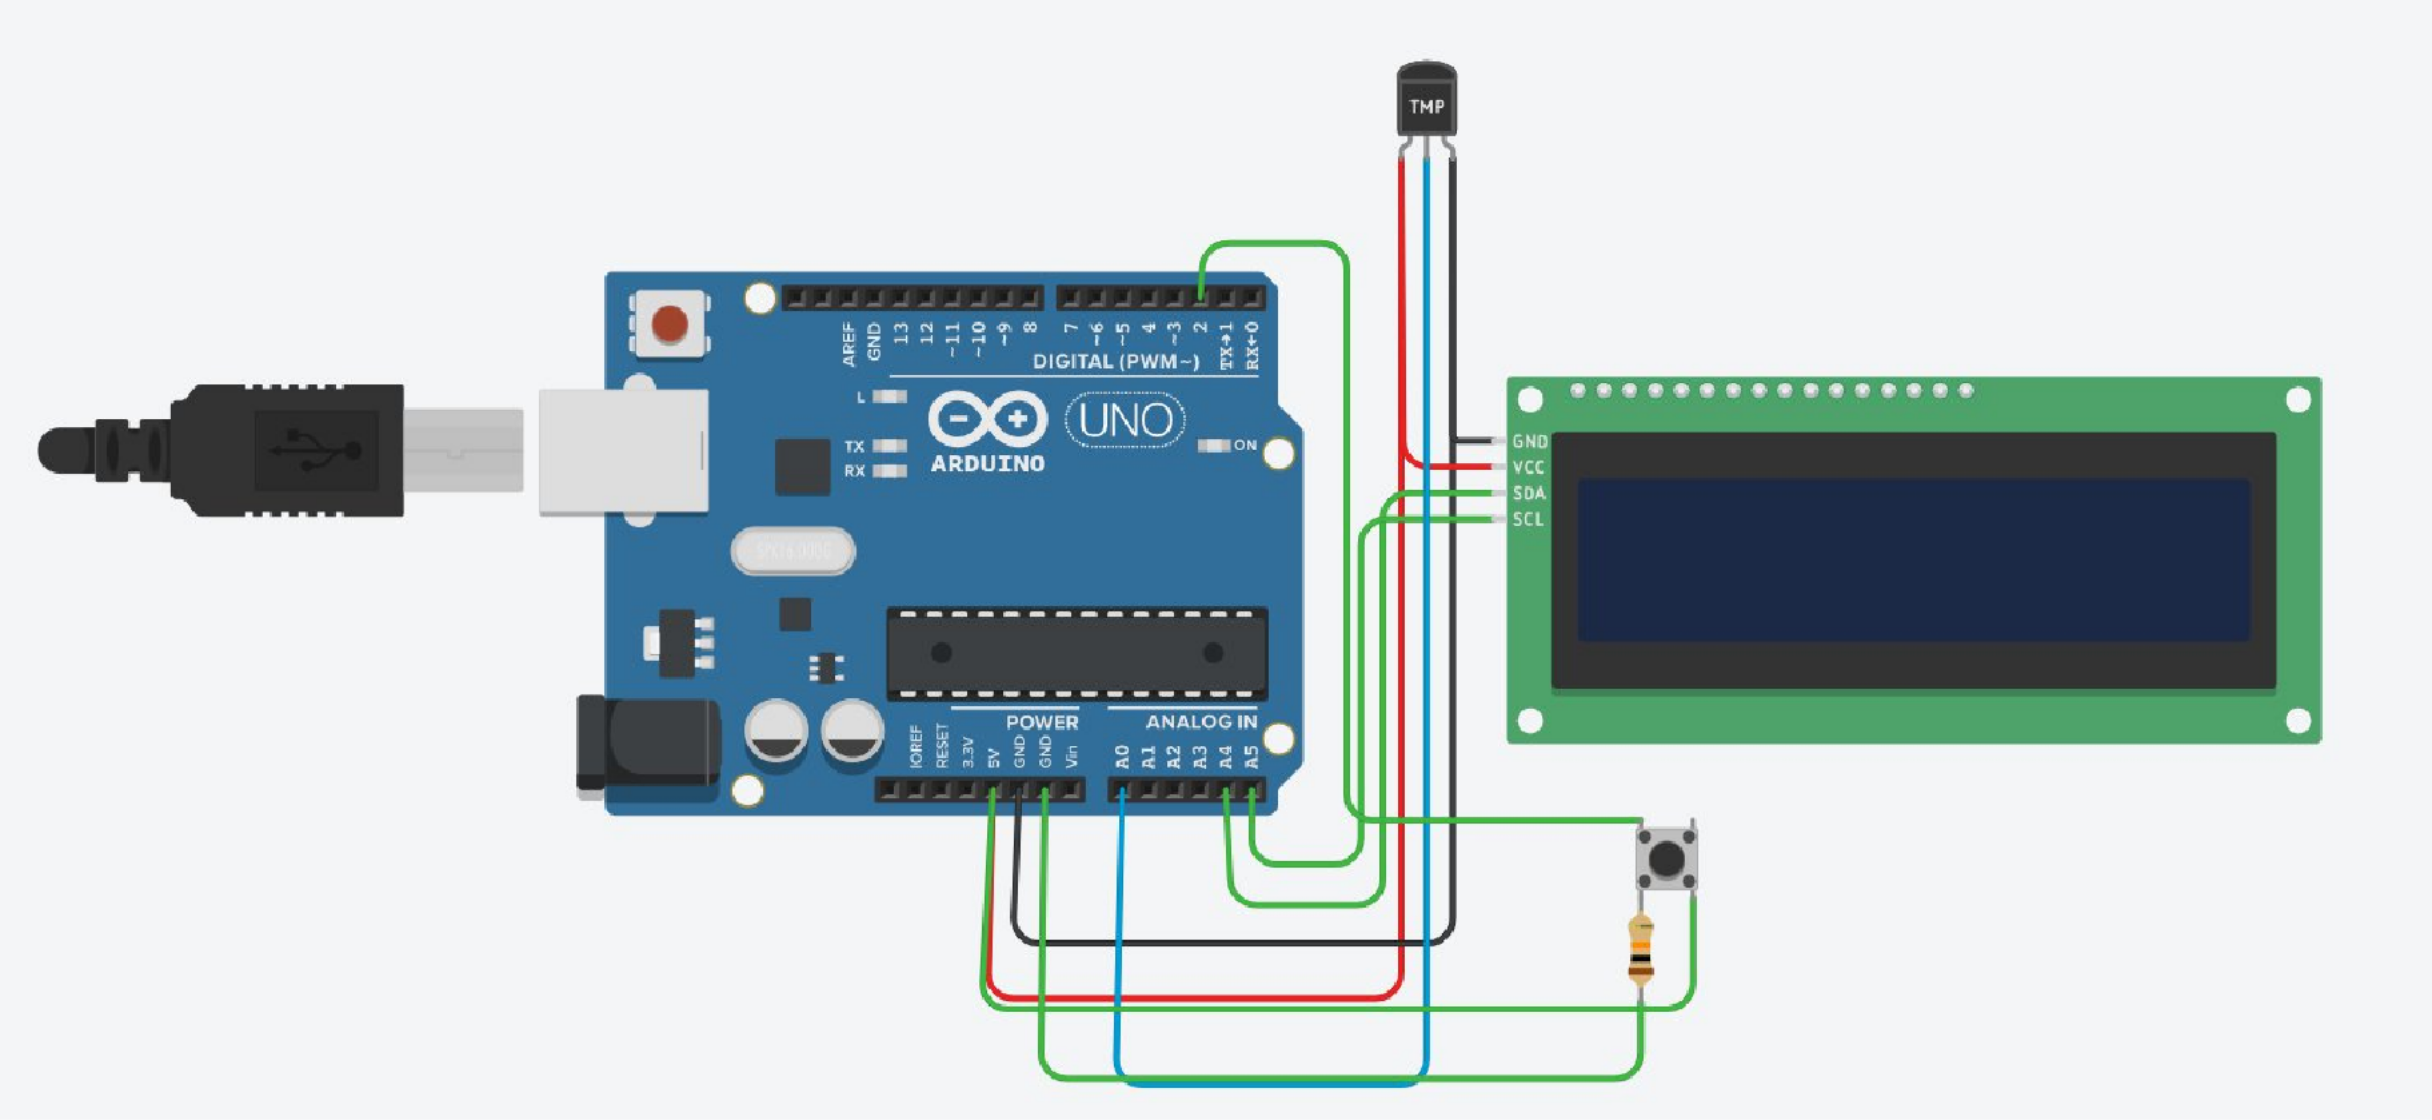 TMP
AREF
GND
13
12
~11
~10
~9
8
7
~6
~5
4
~3
2
TX→1
RX←0
DIGITAL (PWM~)
L
TX
RX
UNO
ARDUINO
ON
GND
VCC
SDA
SCL
POWER
ANALOG IN
IOREF
RESET
3.3V
5V
GND
GND
Vin
A0
A1
A2
A3
A4
A5